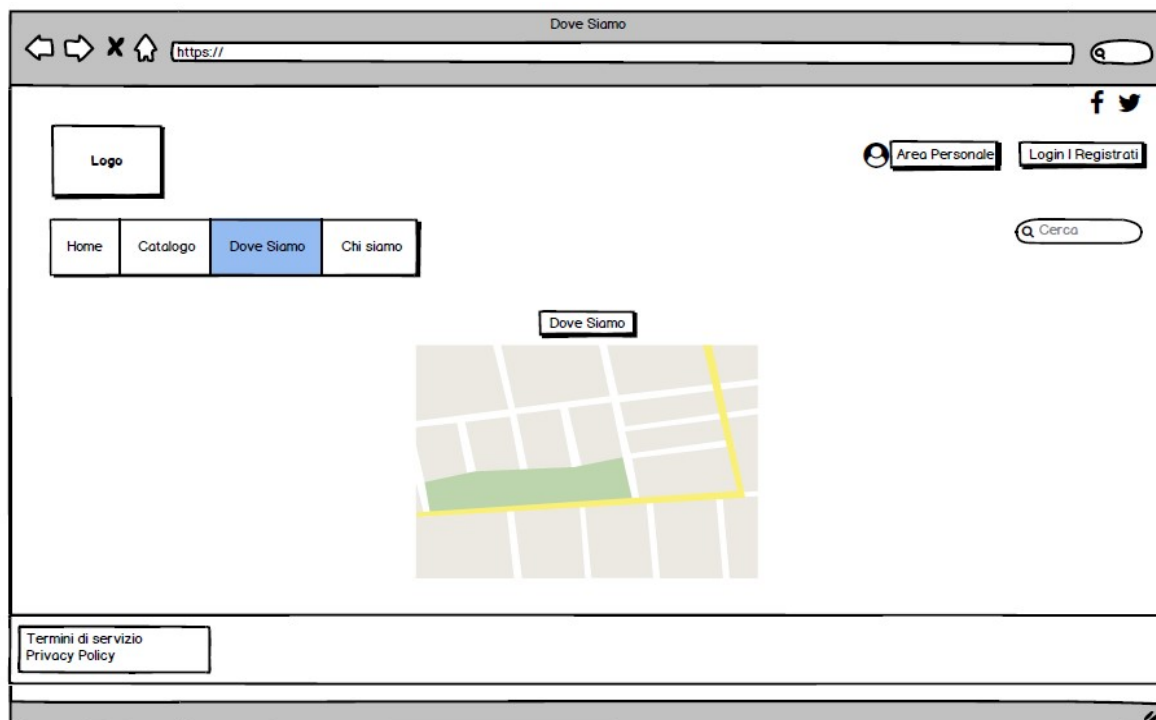 Dove Siamo
https://
Logo
Area Personale
Login | Registrati
Home
Catalogo
Dove Siamo
Chi siamo
Cerca
Dove Siamo
Termini di servizio
Privacy Policy